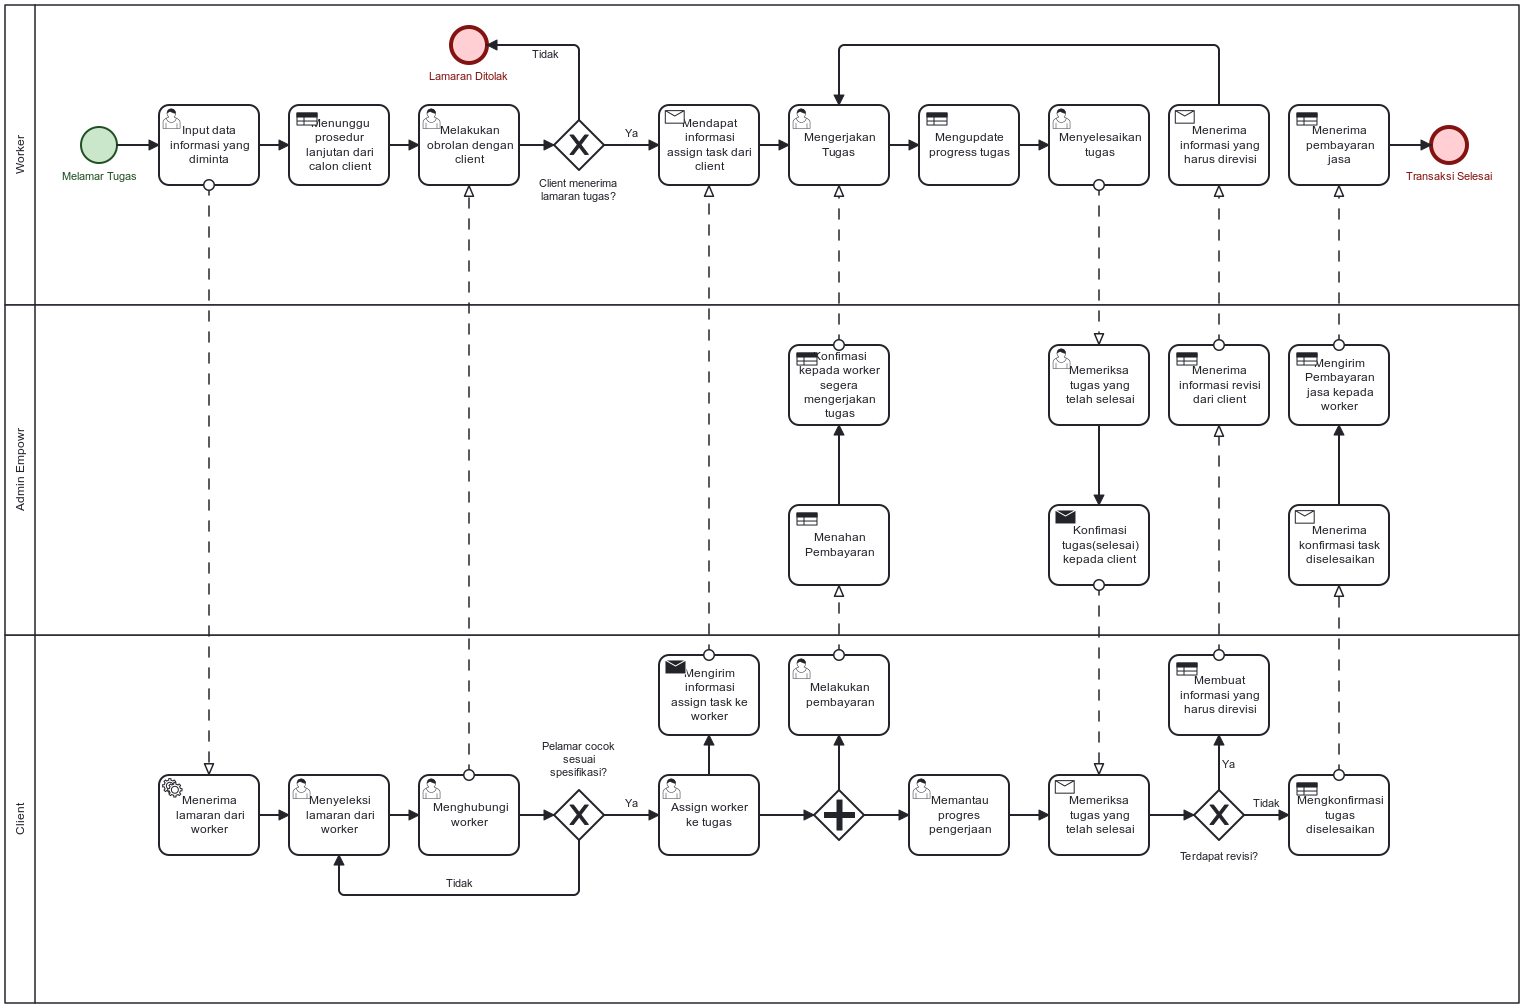 Worker
Melamar Tugas
Input data
informasi yang
diminta
Menunggu
prosedur
lanjutan dari
calon client
Lamaran Ditolak
Melakukan
obrolan dengan
client
Tidak
Client menerima
lamaran tugas?
Ya
Mendapat
informasi
assign task dari
client
Mengerjakan
Tugas
Mengupdate
progress tugas
Menyelesaikan
tugas
Menerima
informasi yang
harus direvisi
Menerima
pembayaran
jasa
Transaksi Selesai
Admin Empowr
Konfimasi
kepada worker
segera
mengerjakan
tugas
Memeriksa
tugas yang
telah selesai
Menerima
informasi revisi
dari client
Mengirim
Pembayaran
jasa kepada
worker
Menahan
Pembayaran
Konfimasi
tugas(selesai)
kepada client
Menerima
konfirmasi task
diselesaikan
Client
Mengirim
informasi
assign task ke
worker
Melakukan
pembayaran
Membuat
informasi yang
harus direvisi
Menerima
lamaran dari
worker
Menyeleksi
lamaran dari
worker
Menghubungi
worker
Pelamar cocok
sesuai
spesifikasi?
Ya
Tidak
Assign worker
ke tugas
Memantau
progres
pengerjaan
Memeriksa
tugas yang
telah selesai
Ya
Terdapat revisi?
Tidak
Mengkonfirmasi
tugas
diselesaikan